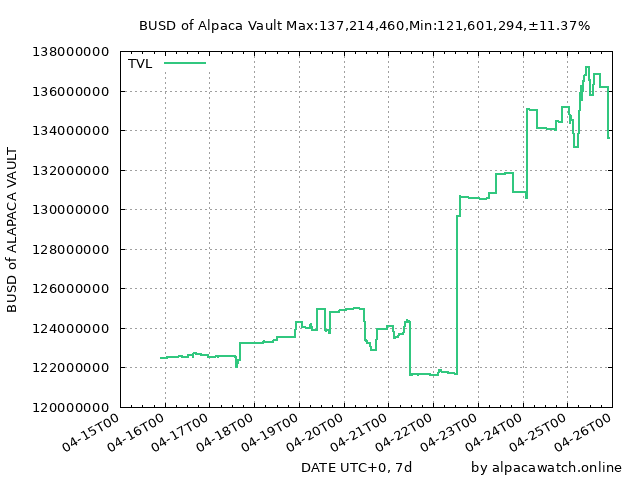 BUSD of Alpaca Vault Max:137,214,460,Min:121,601,294,±11.37%
TVL
138000000
136000000
134000000
132000000
130000000
128000000
126000000
124000000
122000000
120000000
BUSD of ALAPACA VAULT
04-15T00
04-16T00
04-17T00
04-18T00
04-19T00
04-20T00
04-21T00
04-22T00
04-23T00
04-24T00
04-25T00
04-26T00
DATE UTC+0, 7d
by alpacawatch.online